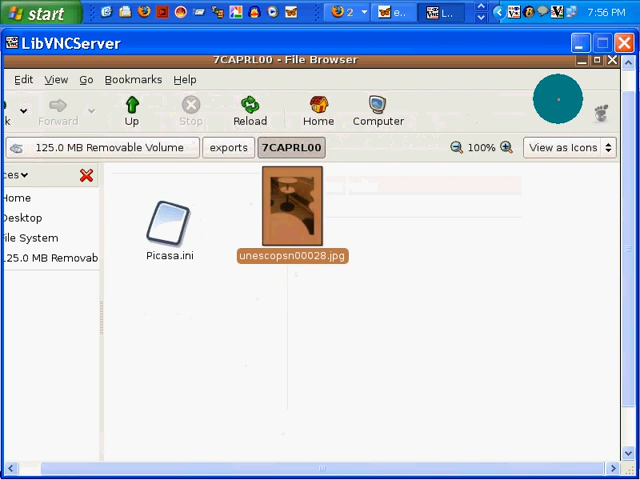 start
2
e..
L..
7:56 PM
LibVNCServer
7CAPRL00 - File Browser
Edit View Go Bookmarks Help
k Forward Up Stop Reload Home Computer
125.0 MB Removable Volume exports 7CAPRL00 100% View as Icons
ces
Home
Desktop
File System
125.0 MB Removab
Picasa.ini
unescopsn00028.jpg